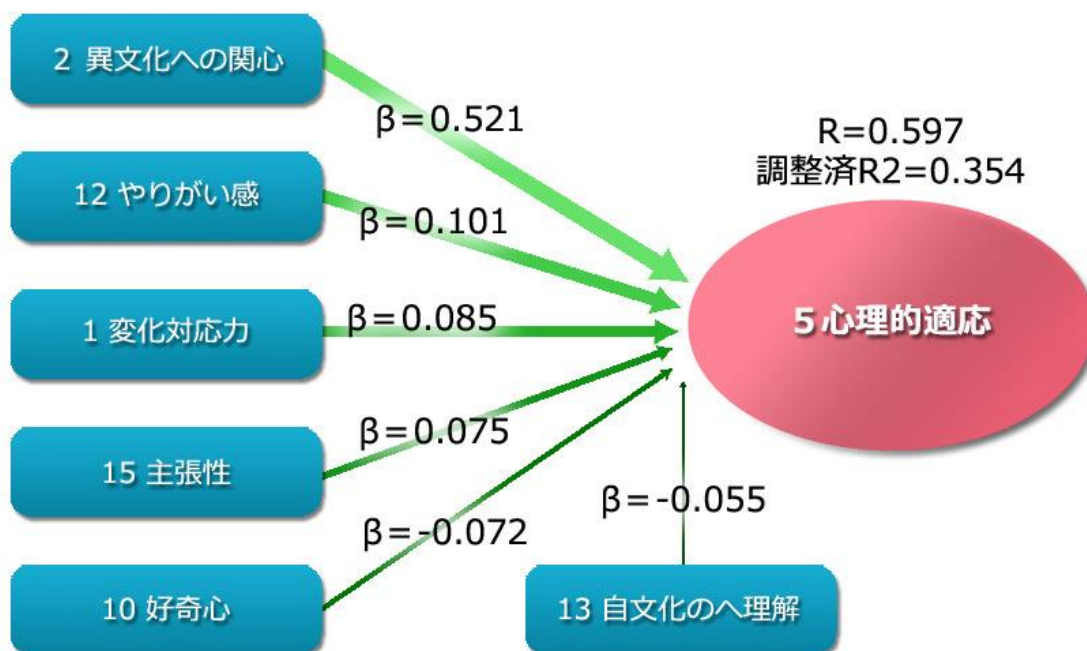 2 異文化への関心
β=0.521
R=0.597
調整済R2=0.354
12 やりがい感
β=0.101
1 変化対応力
β=0.085
5 心理的適応
15 主張性
β=0.075
β=-0.055
β=-0.072
10 好奇心
13 自文化のへ理解